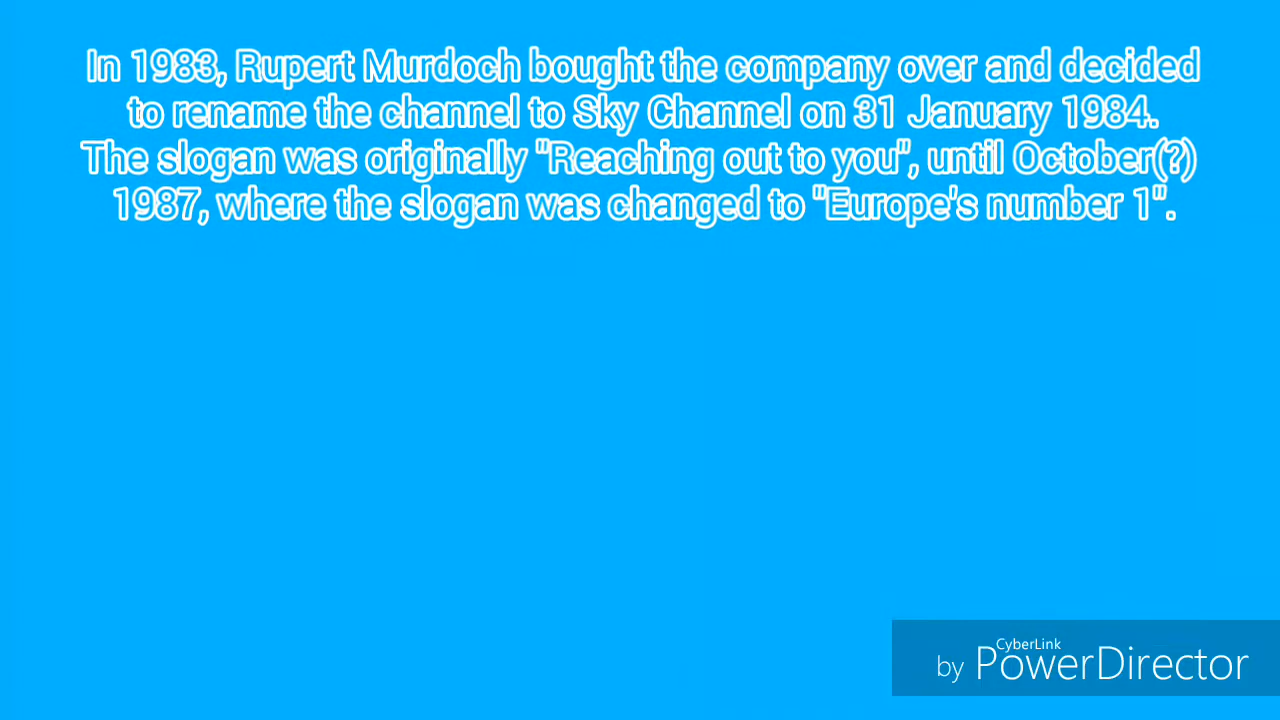 In 1983, Rupert Murdoch bought the company over and decided
to rename the channel to Sky Channel on 31 January 1984.
The slogan was originally "Reaching out to you", until October(?)
1987, where the slogan was changed to "Europe's number 1".
CyberLink
by PowerDirector